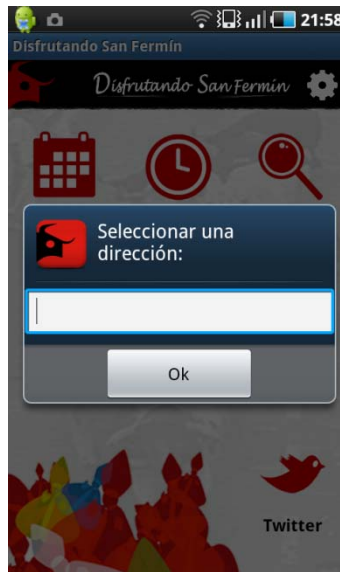 21:58
Disfrutando San Fermín
Disfrutando San Fermín
Seleccionar una
dirección:
Ok
Twitter